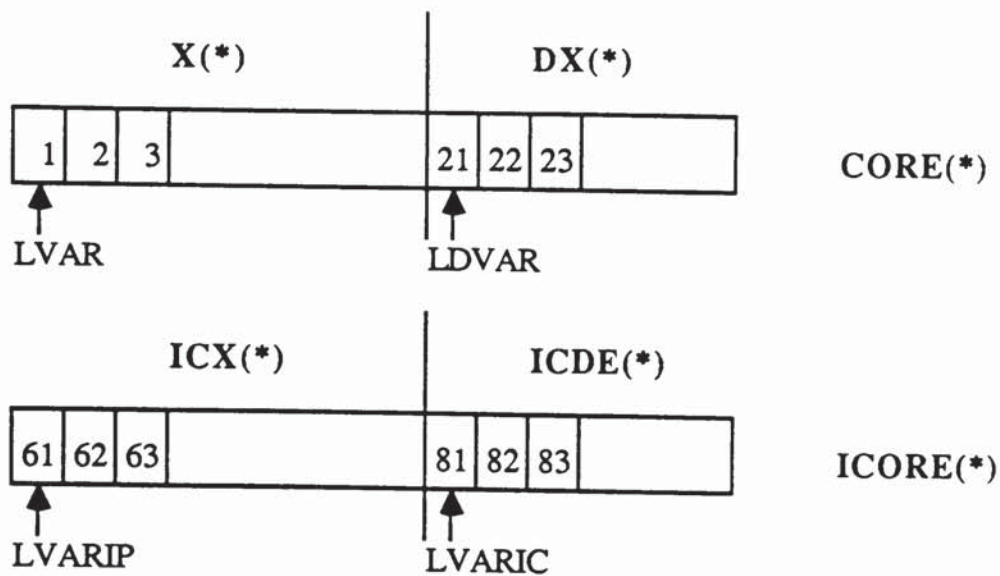 X(*) DX(*)
1 2 3 21 22 23 CORE(*)
LVAR LDVAR
ICX(*) ICDE(*)
61 62 63 81 82 83 ICORE(*)
LVARIP LVARIC